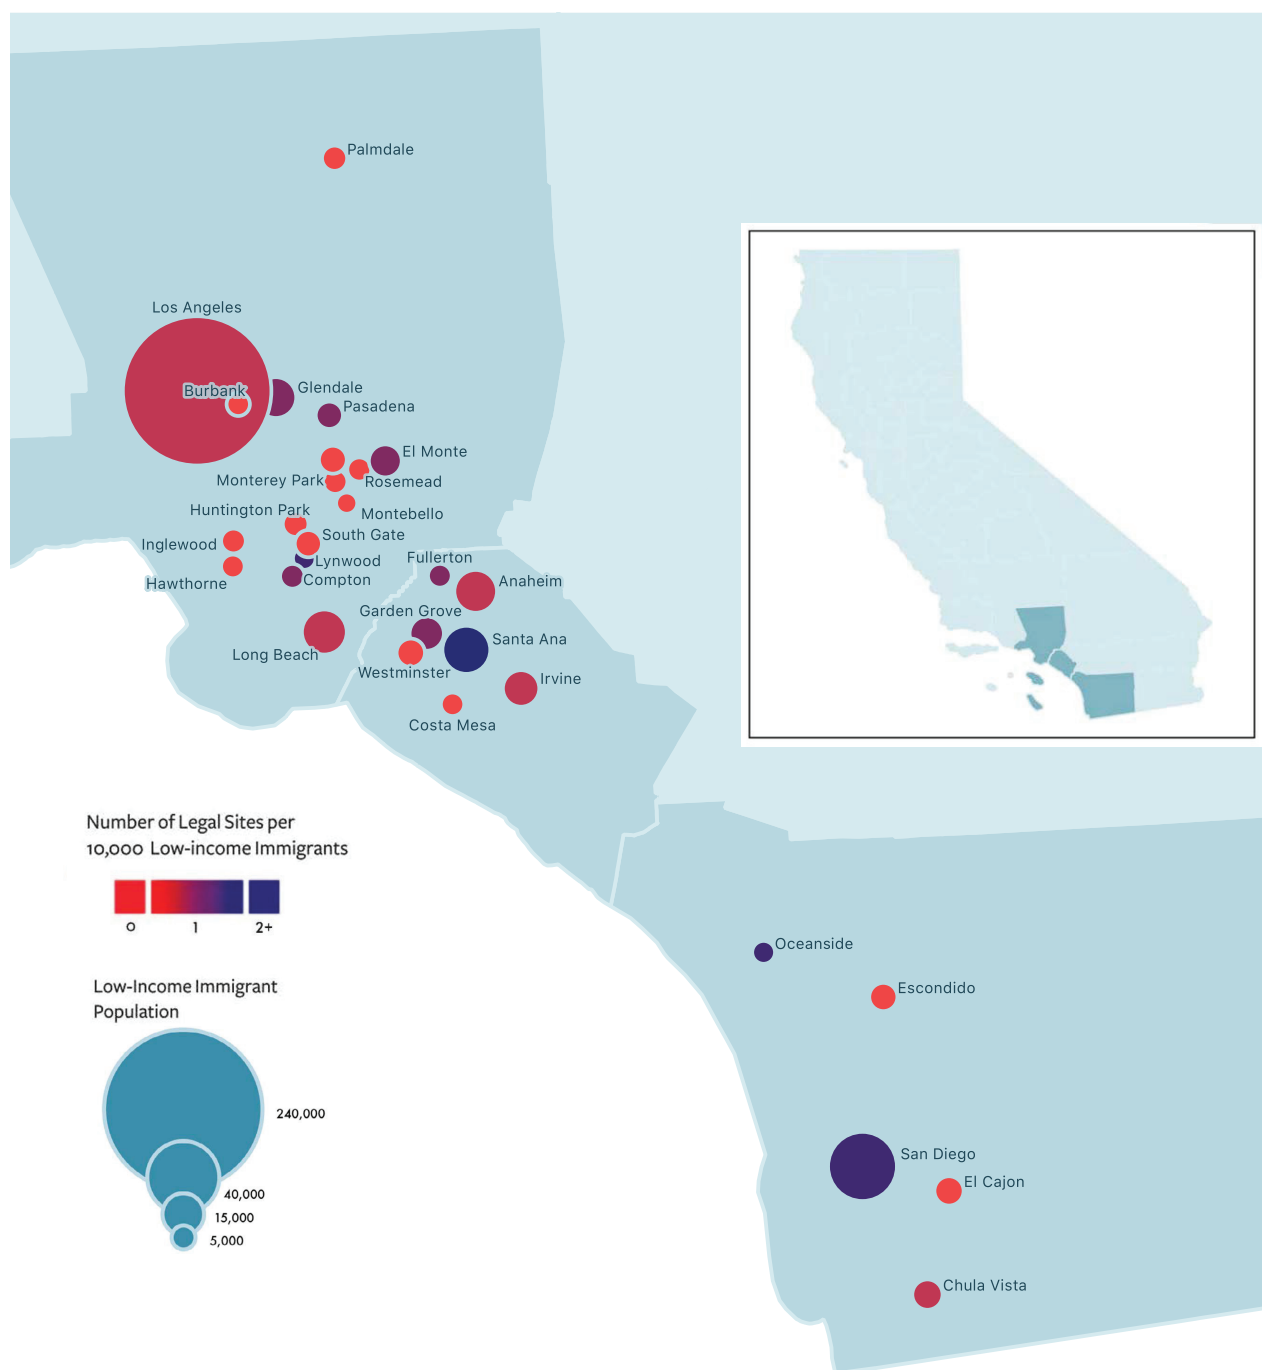 Palmdale
Los Angeles
Burbank
Glendale
Pasadena
El Monte
Monterey Park
Rosemead
Huntington Park
Montebello
South Gate
Inglewood
Lynwood
Fullerton
Hawthorne
Compton
Anaheim
Garden Grove
Santa Ana
Long Beach
Westminster
Irvine
Costa Mesa
Number of Legal Sites per
10,000 Low-income Immigrants
0 1 2+
Low-Income Immigrant
Population
240,000
40,000
15,000
5,000
Oceanside
Escondido
San Diego
El Cajon
Chula Vista